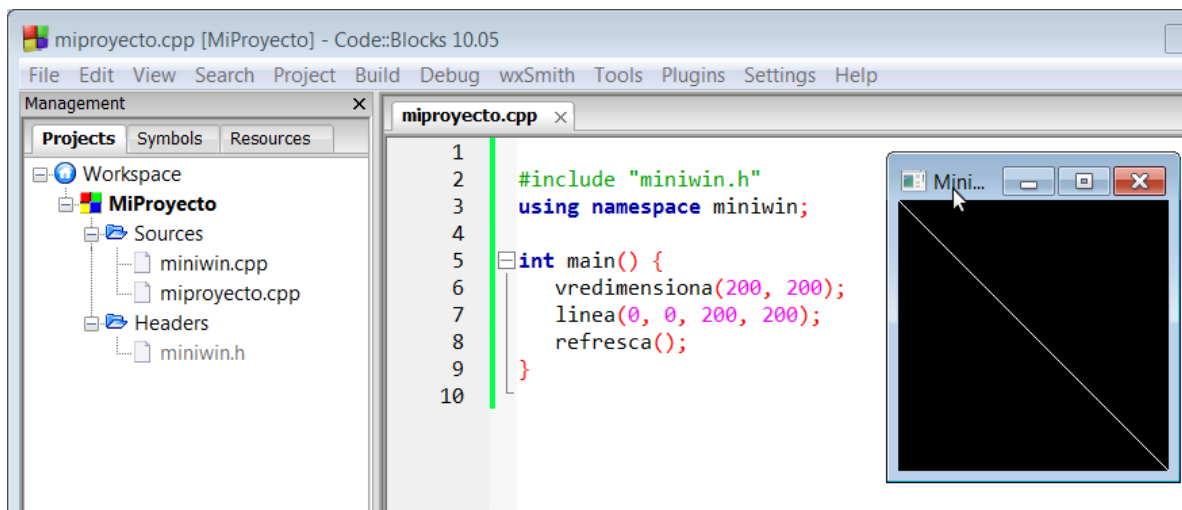 miproyecto.cpp [MiProyecto] - Code::Blocks 10.05
File Edit View Search Project Build Debug wxSmith Tools Plugins Settings Help
Management
Projects Symbols Resources
Workspace
MiProyecto
Sources
miniwin.cpp
miproyecto.cpp
Headers
miniwin.h
miproyecto.cpp
1
2 #include "miniwin.h"
3 using namespace miniwin;
4
5 int main() {
6 vredimensiona(200, 200);
7 linea(0, 0, 200, 200);
8 refresca();
9 }
10
Mini...